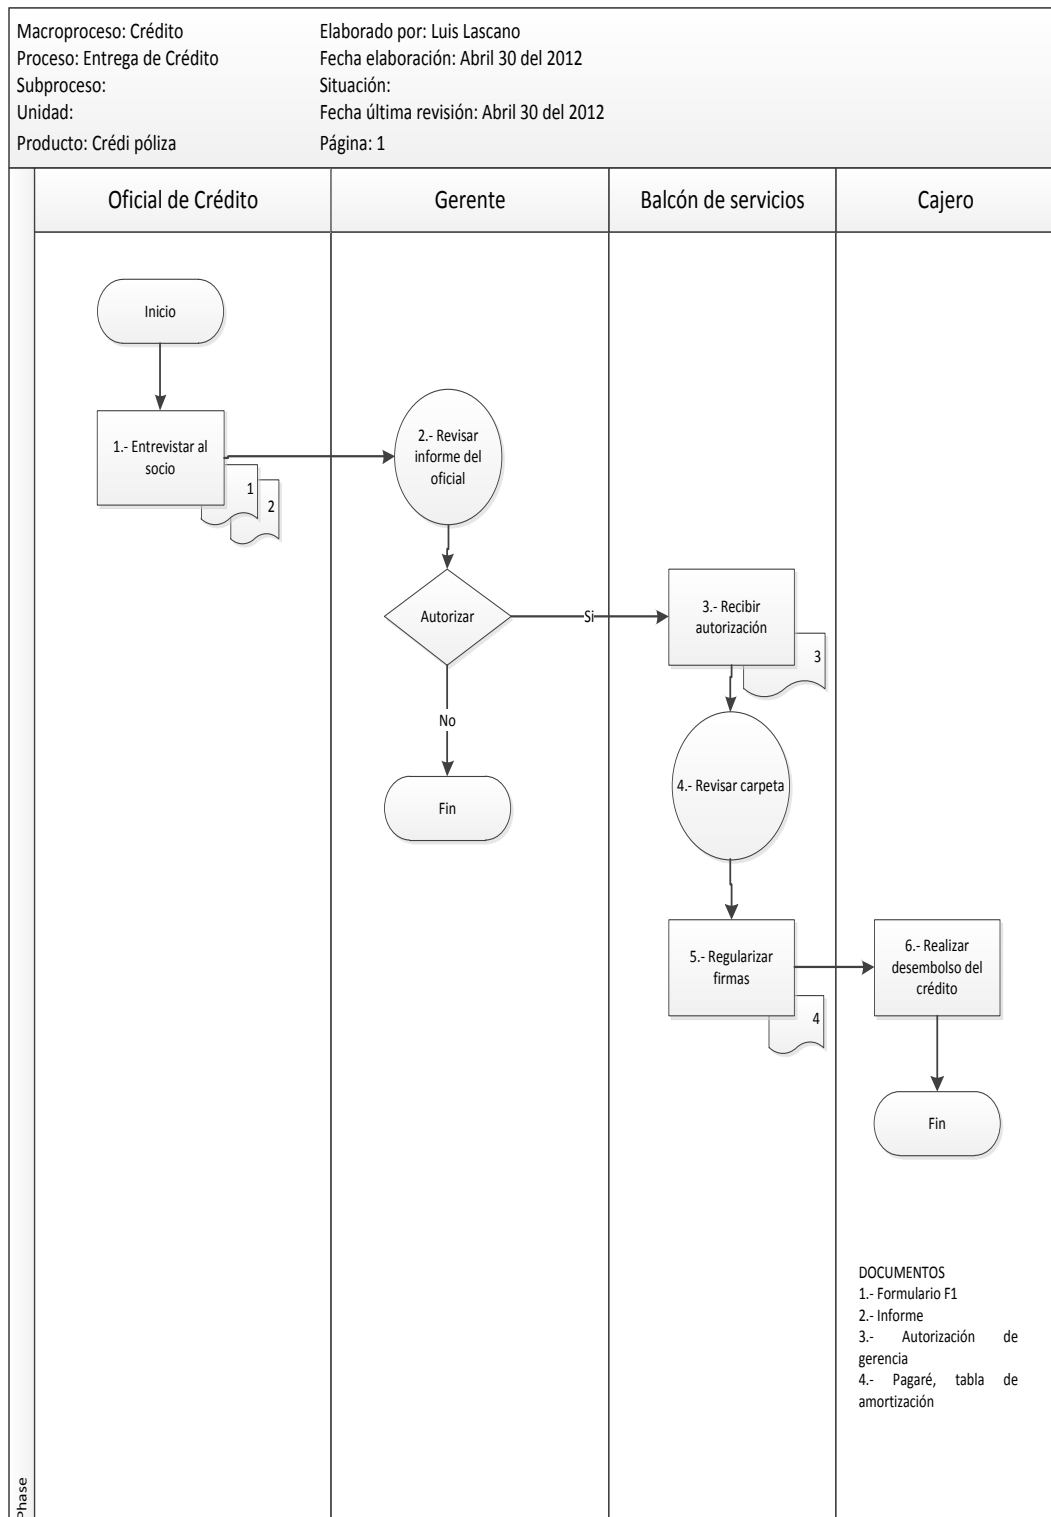 Macroproceso: Crédito
Elaborado por: Luis Lascano
Proceso: Entrega de Crédito
Fecha elaboración: Abril 30 del 2012
Subproceso:
Situación:
Unidad:
Fecha última revisión: Abril 30 del 2012
Producto: Crédi póliza
Página: 1
Oficial de Crédito
Gerente
Balcón de servicios
Cajero
Inicio
1.- Entrevistar al
socio
1
2
2.- Revisar
informe del
oficial
Autorizar
Si
No
Fin
3.- Recibir
autorización
3
4.- Revisar carpeta
5.- Regularizar
firmas
4
6.- Realizar
desembolso del
crédito
Fin
DOCUMENTOS
1.- Formulario F1
2.- Informe
3.- Autorización de
gerencia
4.- Pagaré, tabla de
amortización
Phase